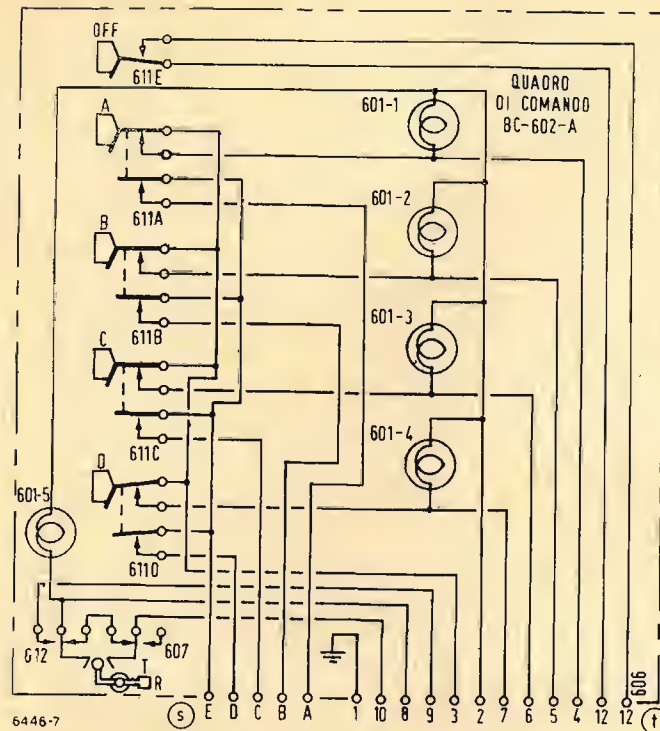 OFF
611E
QUADRO
DI COMANDO
BC-602-A
601-1
A
611A
601-2
B
611B
601-3
C
611C
601-4
D
611D
601-5
612
607
T
R
606
S E D C B A 1 10 8 9 3 2 7 6 5 4 12 12 t
6446-7